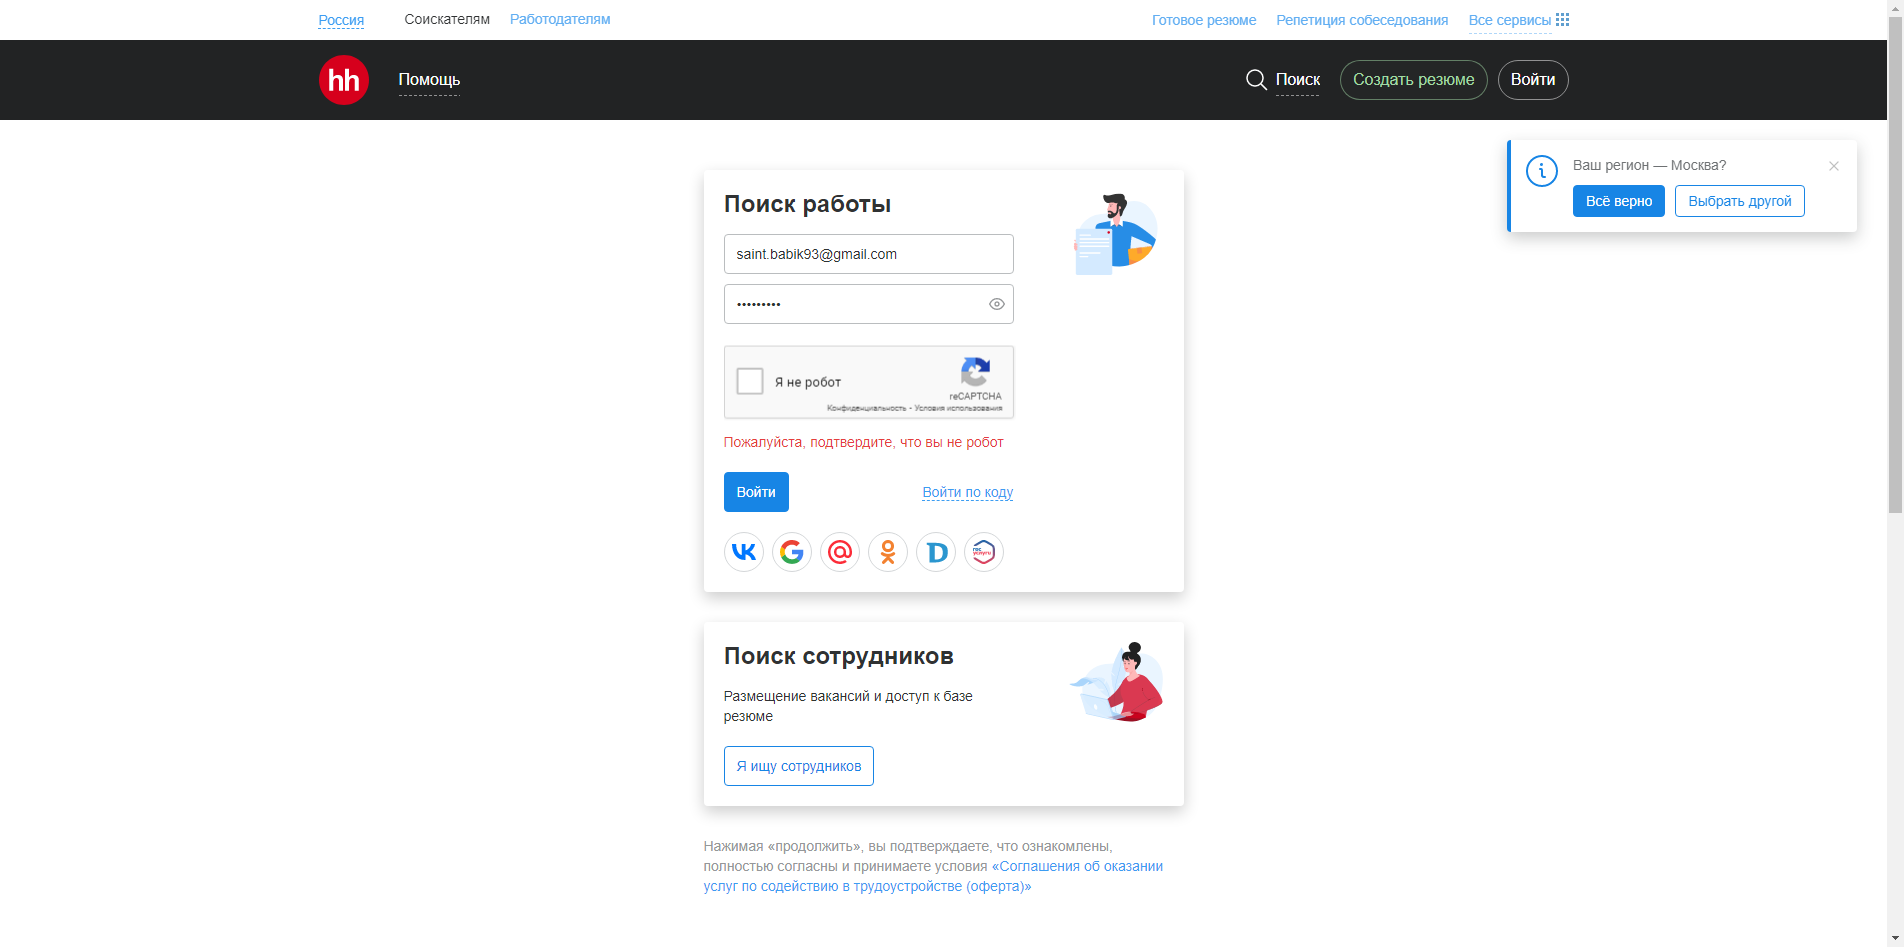 Россия Соискателям Работодателям Готовое резюме Репетиция собеседования Все сервисы
hh Помощь Поиск Создать резюме Войти
Ваш регион — Москва?
Всё верно Выбрать другой
Поиск работы
saint.babik93@gmail.com
•••••••••
Я не робот
reCAPTCHA
Конфиденциальность - Условия использования
Пожалуйста, подтвердите, что вы не робот
Войти Войти по коду
гос услуги
Поиск сотрудников
Размещение вакансий и доступ к базе
резюме
Я ищу сотрудников
Нажимая «продолжить», вы подтверждаете, что ознакомлены,
полностью согласны и принимаете условия «Соглашения об оказании
услуг по содействию в трудоустройстве (оферта)»